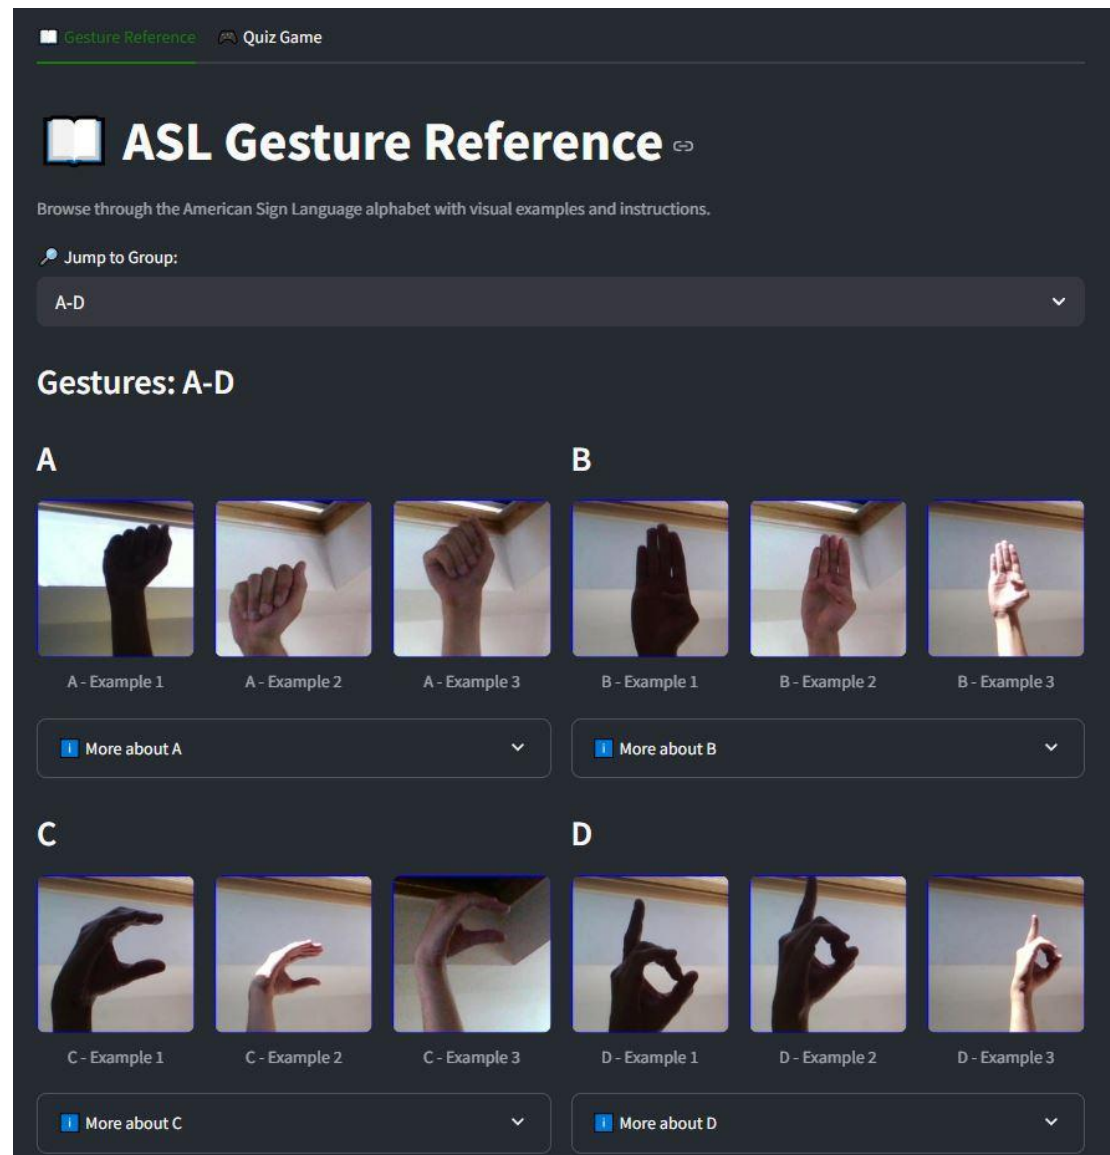 Gesture Reference Quiz Game
ASL Gesture Reference
Browse through the American Sign Language alphabet with visual examples and instructions.
Jump to Group:
A-D
Gestures: A-D
A B
A - Example 1 A - Example 2 A - Example 3 B - Example 1 B - Example 2 B - Example 3
More about A More about B
C D
C - Example 1 C - Example 2 C - Example 3 D - Example 1 D - Example 2 D - Example 3
More about C More about D